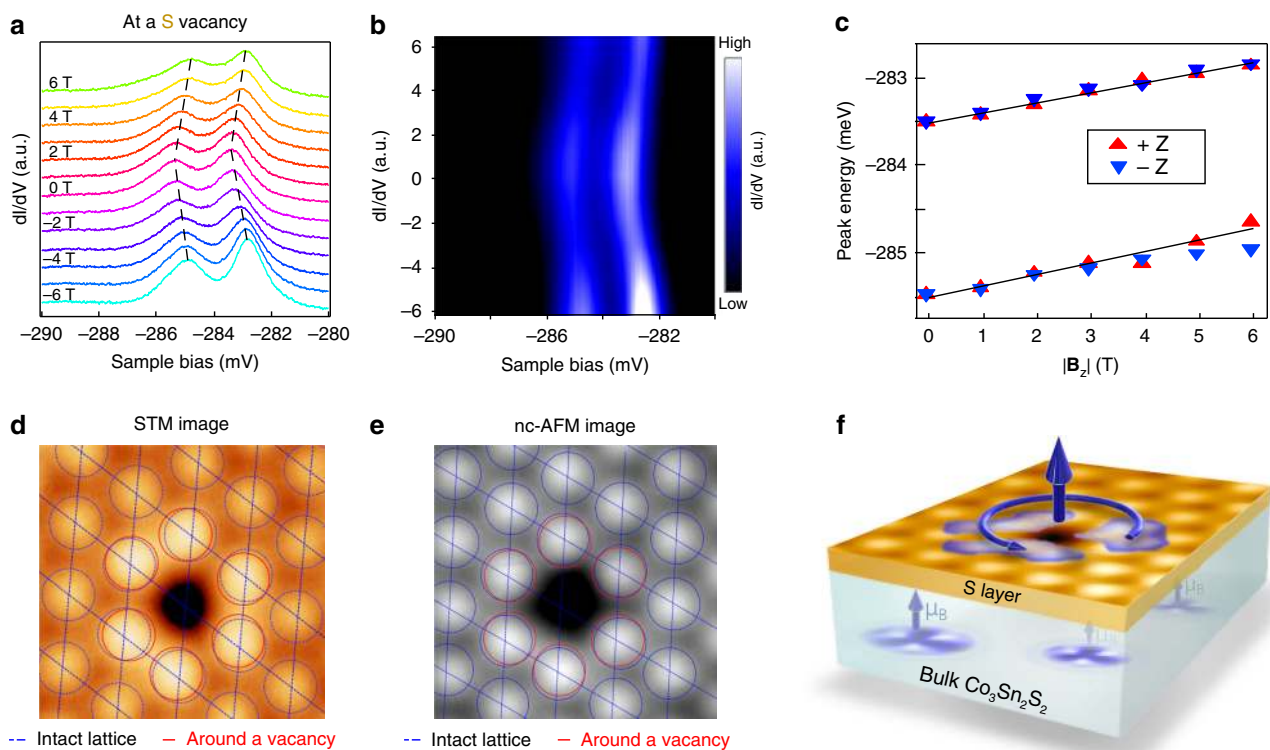 a
At a S vacancy
6 T
4 T
2 T
0 T
−2 T
−4 T
−6 T
dI/dV (a.u.)
−290
−288
−286
−284
−282
−280
Sample bias (mV)
b
6
4
2
0
−2
−4
−6
dI/dV (a.u.)
−290
−286
−282
Sample bias (mV)
High
Low
dI/dV (a.u.)
c
−283
−284
−285
Peak energy (meV)
+ Z
− Z
0
1
2
3
4
5
6
|B_z| (T)
d
STM image
Intact lattice
Around a vacancy
e
nc-AFM image
Intact lattice
Around a vacancy
f
S layer
μ_B
μ_B
Bulk Co₃Sn₂S₂